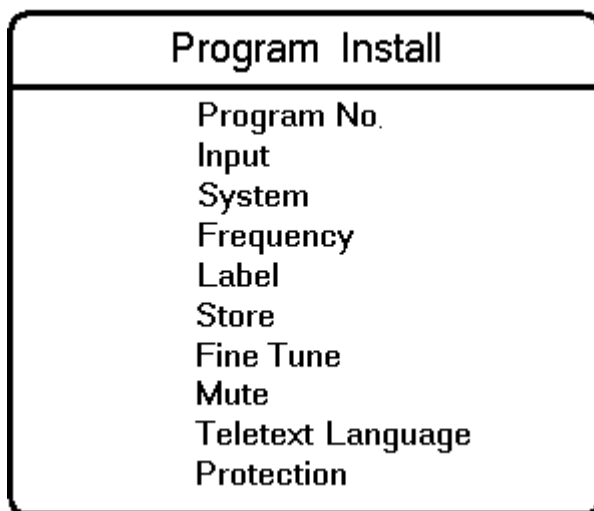 Program Install
Program No.
Input
System
Frequency
Label
Store
Fine Tune
Mute
Teletext Language
Protection